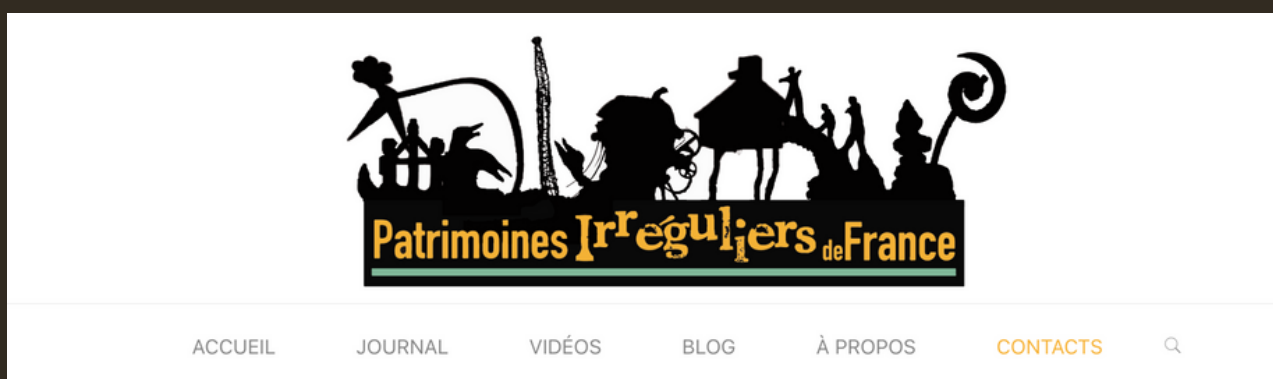 Patrimoines Irréguliers de France
ACCUEIL JOURNAL VIDÉOS BLOG À PROPOS CONTACTS